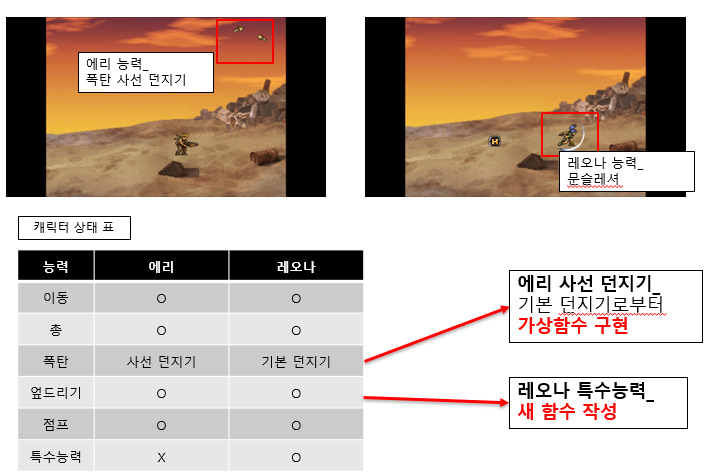 에리 능력_
폭탄 사선 던지기
H
레오나 능력_
문슬레셔
캐릭터 상태 표
능력 에리 레오나
이동 O O
총 O O
폭탄 사선 던지기 기본 던지기
엎드리기 O O
점프 O O
특수능력 X O
에리 사선 던지기_
기본 던지기로부터
가상함수 구현
레오나 특수능력_
새 함수 작성